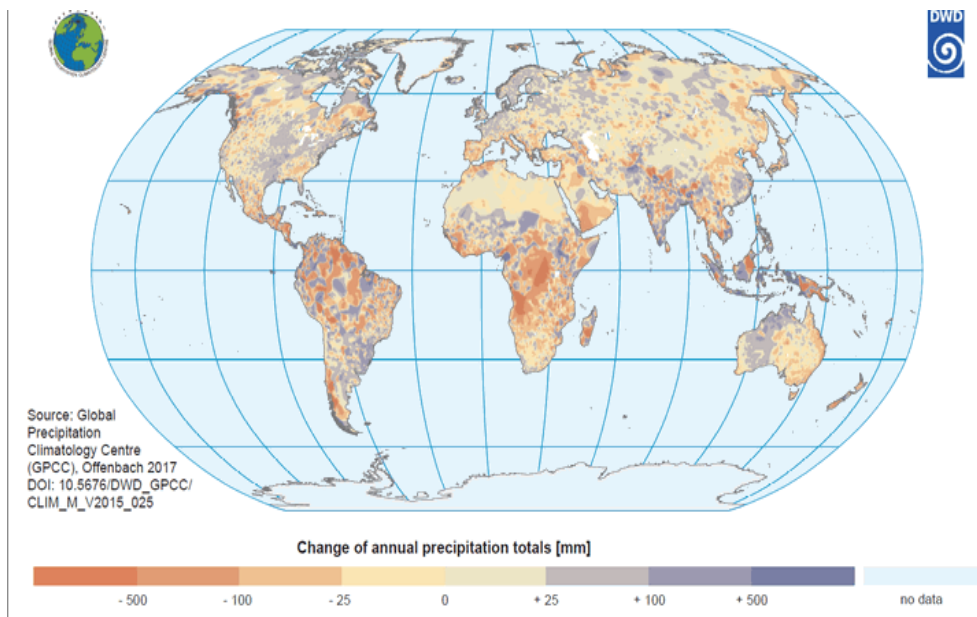 DWD
Source: Global
Precipitation
Climatology Centre
(GPCC), Offenbach 2017
DOI: 10.5676/DWD_GPCC/
CLIM_M_V2015_025
Change of annual precipitation totals [mm]
- 500 - 100 - 25 0 + 25 + 100 + 500 no data